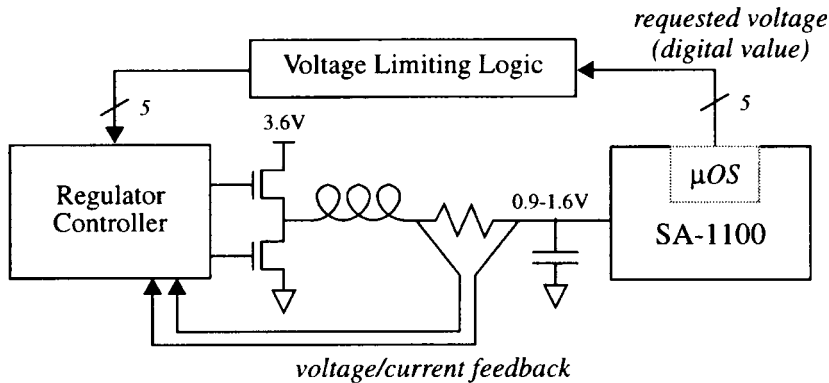 requested voltage
(digital value)
Voltage Limiting Logic
5
5
3.6V
Regulator
Controller
0.9-1.6V
μOS
SA-1100
voltage/current feedback